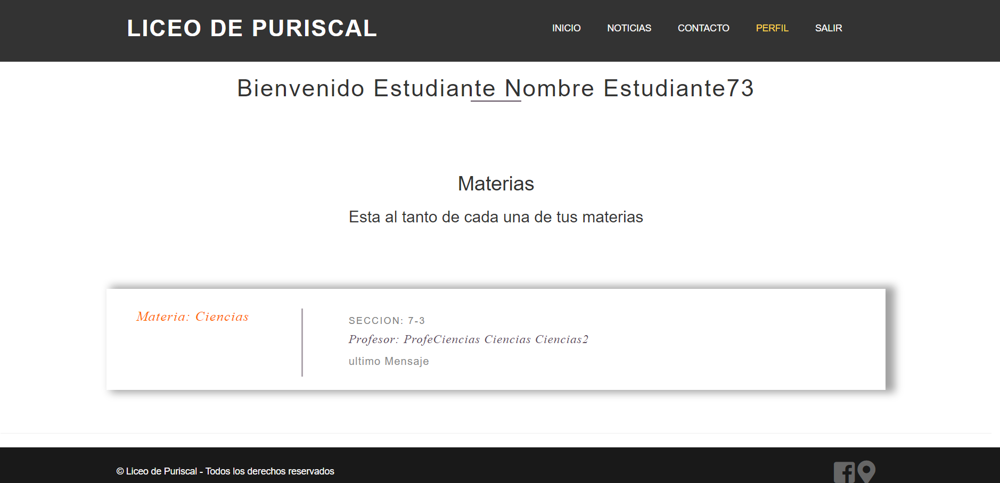 LICEO DE PURISCAL
INICIO NOTICIAS CONTACTO PERFIL SALIR
Bienvenido Estudiante Nombre Estudiante73
Materias
Esta al tanto de cada una de tus materias
Materia: Ciencias
SECCION: 7-3
Profesor: ProfeCiencias Ciencias Ciencias2
ultimo Mensaje
© Liceo de Puriscal - Todos los derechos reservados